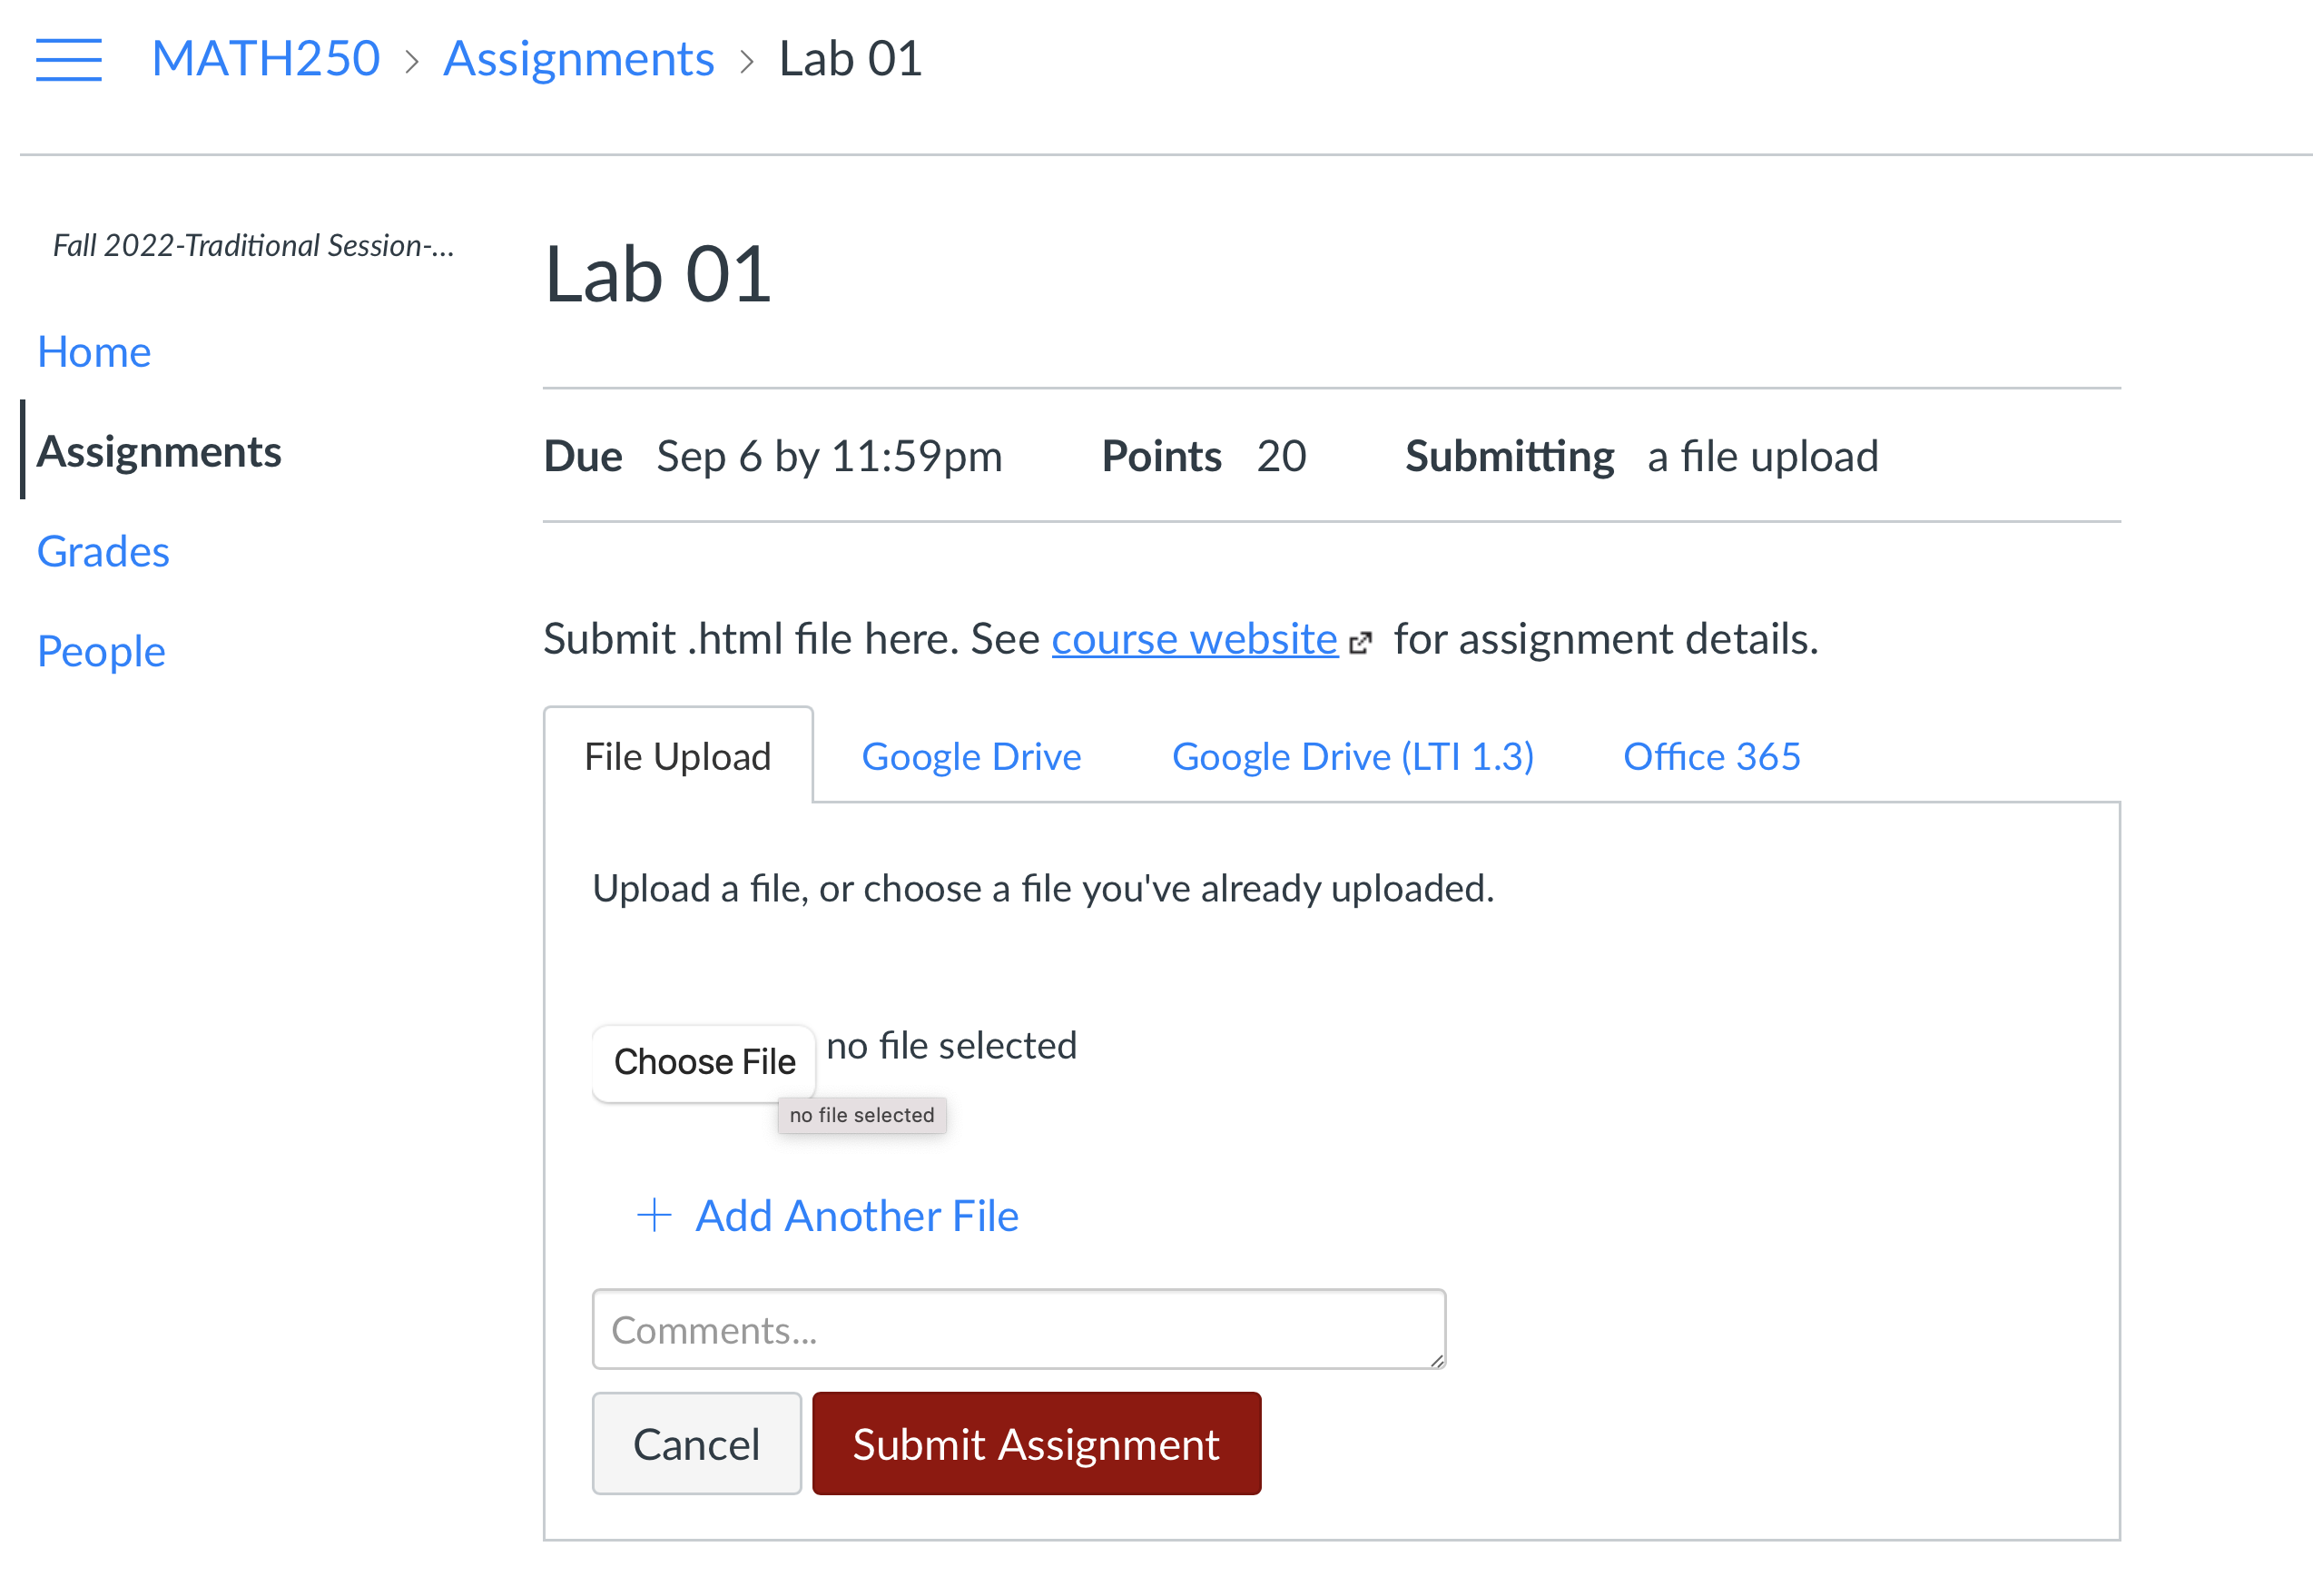 MATH250 > Assignments > Lab 01
Fall 2022-Traditional Session-...
Home
Assignments
Grades
People
Lab 01
Due Sep 6 by 11:59pm Points 20 Submitting a file upload
Submit .html file here. See course website for assignment details.
File Upload Google Drive Google Drive (LTI 1.3) Office 365
Upload a file, or choose a file you've already uploaded.
Choose File no file selected
no file selected
+ Add Another File
Comments...
Cancel Submit Assignment